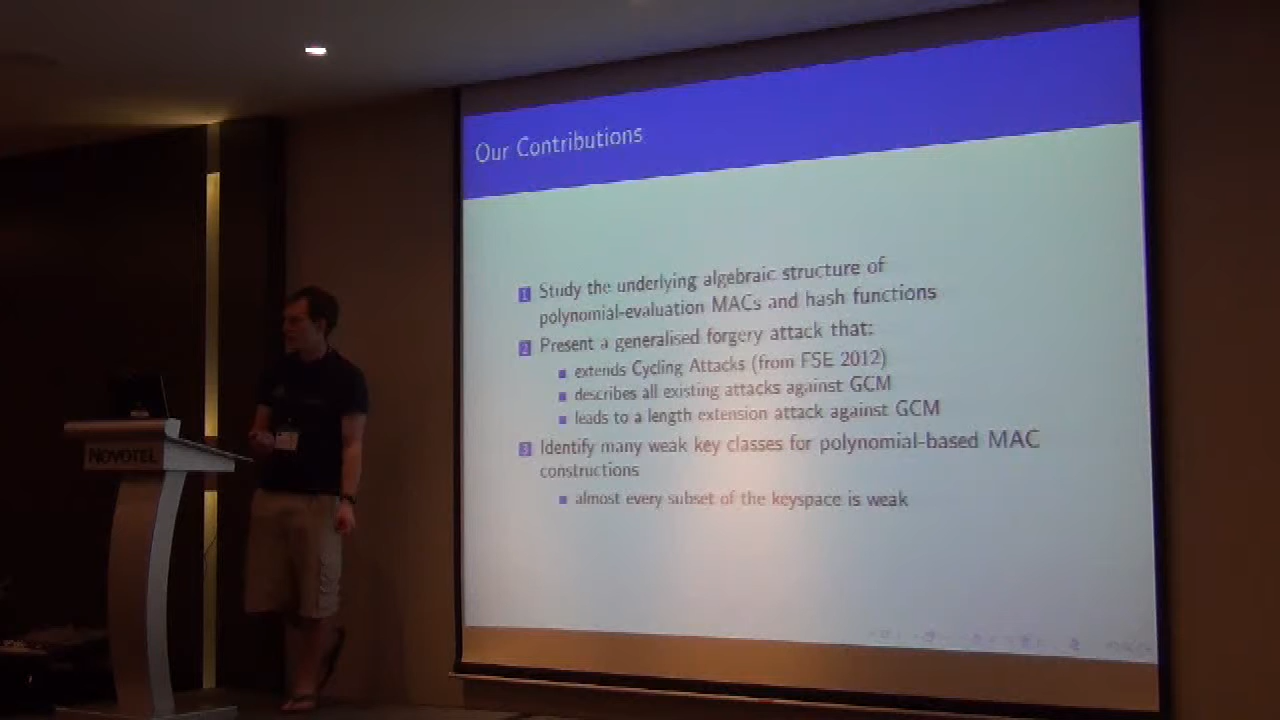 Our Contributions
1 Study the underlying algebraic structure of
polynomial-evaluation MACs and hash functions
2 Present a generalised forgery attack that:
extends Cycling Attacks (from FSE 2012)
describes all existing attacks against GCM
leads to a length extension attack against GCM
3 Identify many weak key classes for polynomial-based MAC
constructions
almost every subset of the keyspace is weak
NOVOTEL